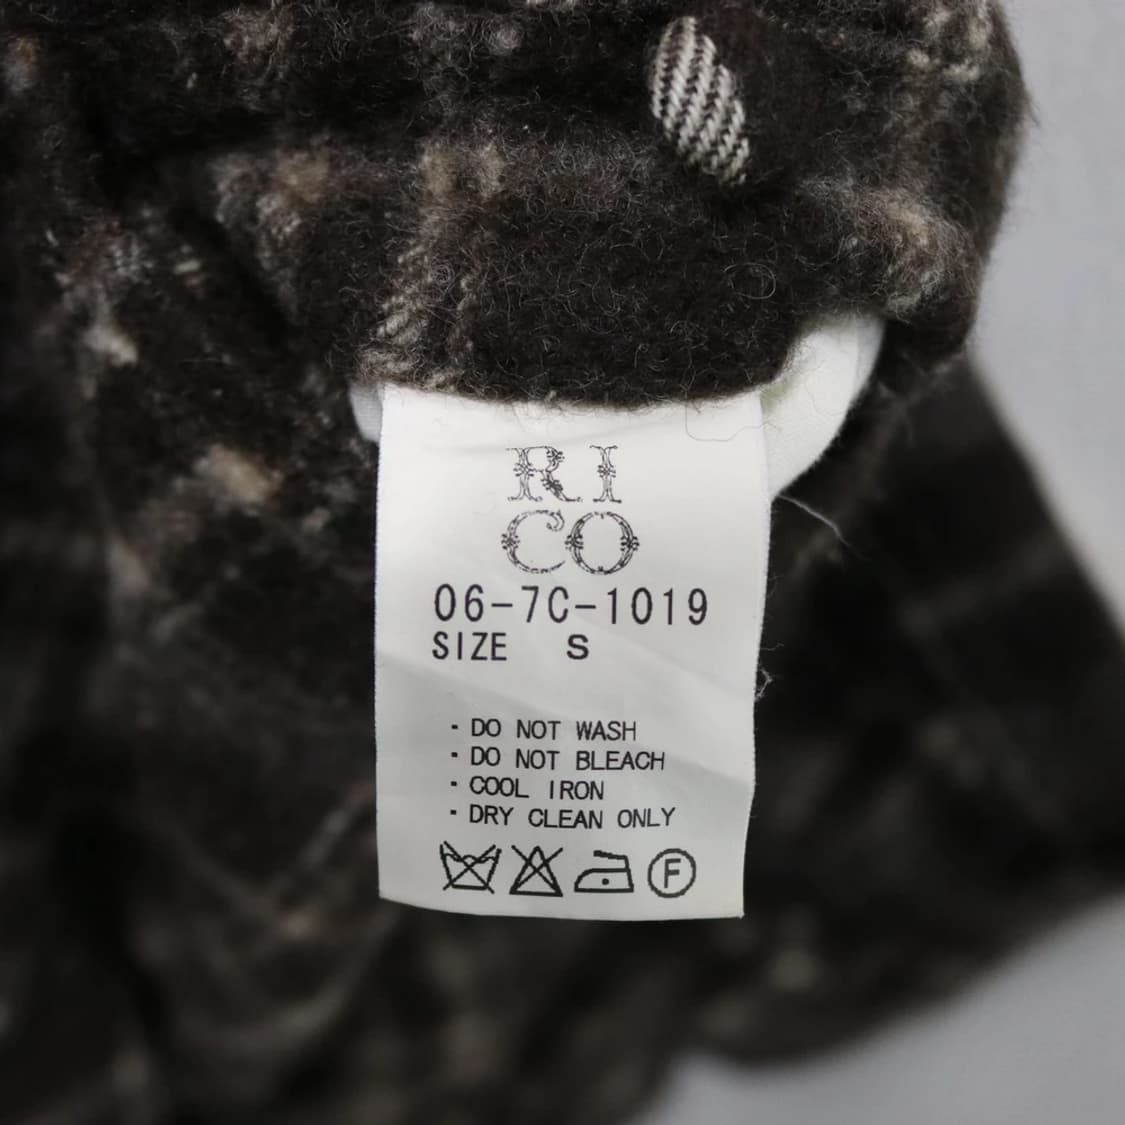 RI
CO
06-7C-1019
SIZE S
・DO NOT WASH
・DO NOT BLEACH
・COOL IRON
・DRY CLEAN ONLY
F